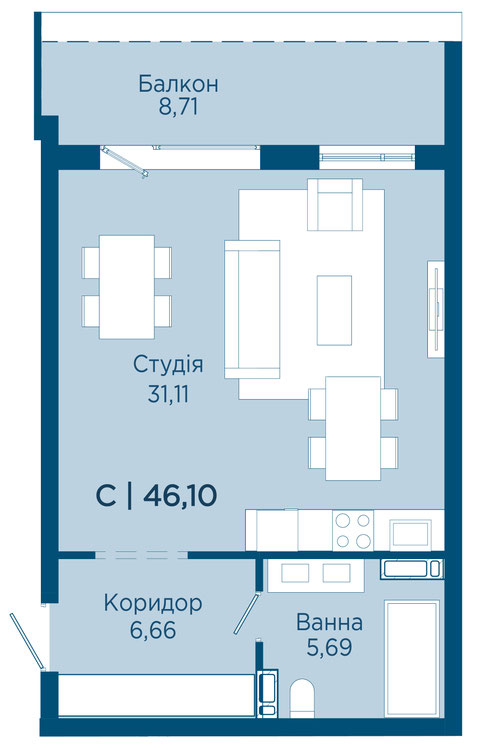 Балкон
8,71
Студія
31,11
С | 46,10
Коридор
6,66
Ванна
5,69